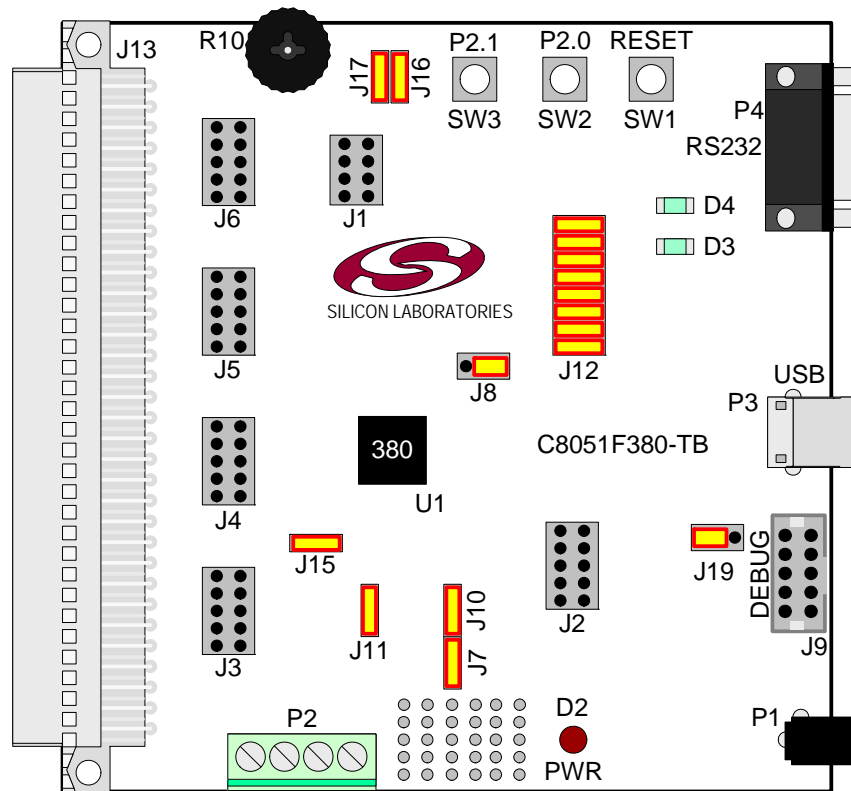 J13
R10
J17
J16
P2.1
P2.0
RESET
SW3
SW2
SW1
P4
RS232
J6
J1
D4
D3
SILICON LABORATORIES
J5
J8
J12
USB
P3
380
C8051F380-TB
U1
J4
J15
J19
DEBUG
J3
J11
J10
J7
J2
J9
P2
D2
P1
PWR